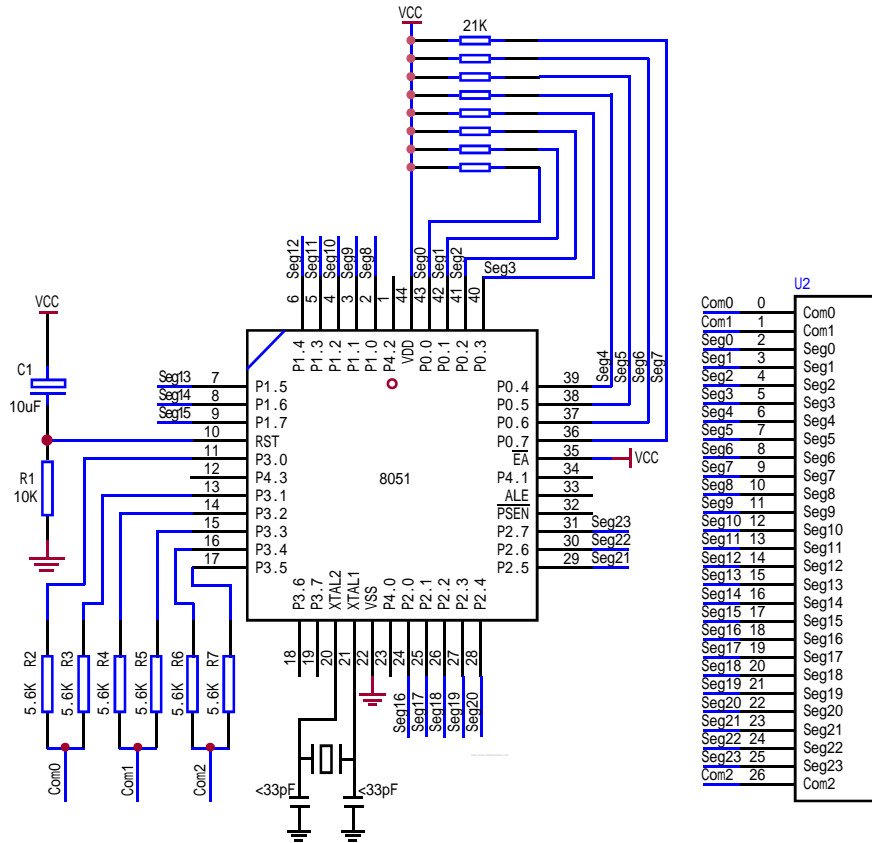 VCC
21K
Seg12
Seg11
Seg10
Seg9
Seg8
Seg0
Seg1
Seg2
Seg3
6
5
4
3
2
1
44
43
42
41
40
P1.4
P1.3
P1.2
P1.1
P1.0
P4.2
VDD
P0.0
P0.1
P0.2
P0.3
VCC
C1
10uF
R1
10K
Seg13 7 P1.5
Seg14 8 P1.6
Seg15 9 P1.7
10 RST
11 P3.0
12 P4.3
13 P3.1
14 P3.2
15 P3.3
16 P3.4
17 P3.5
8051
P0.4 39 Seg4
P0.5 38 Seg5
P0.6 37 Seg6
P0.7 36 Seg7
EA 35 VCC
P4.1 34
ALE 33
PSEN 32
P2.7 31 Seg23
P2.6 30 Seg22
P2.5 29 Seg21
P3.6
P3.7
XTAL2
XTAL1
VSS
P4.0
P2.0
P2.1
P2.2
P2.3
P2.4
18
19
20
21
22
23
24
25
26
27
28
Seg16
Seg17
Seg18
Seg19
Seg20
5.6K R2
5.6K R3
5.6K R4
5.6K R5
5.6K R6
5.6K R7
Com0
Com1
Com2
<33pF
<33pF
U2
Com0 0 Com0
Com1 1 Com1
Seg0 2 Seg0
Seg1 3 Seg1
Seg2 4 Seg2
Seg3 5 Seg3
Seg4 6 Seg4
Seg5 7 Seg5
Seg6 8 Seg6
Seg7 9 Seg7
Seg8 10 Seg8
Seg9 11 Seg9
Seg10 12 Seg10
Seg11 13 Seg11
Seg12 14 Seg12
Seg13 15 Seg13
Seg14 16 Seg14
Seg15 17 Seg15
Seg16 18 Seg16
Seg17 19 Seg17
Seg18 20 Seg18
Seg19 21 Seg19
Seg20 22 Seg20
Seg21 23 Seg21
Seg22 24 Seg22
Seg23 25 Seg23
Com2 26 Com2